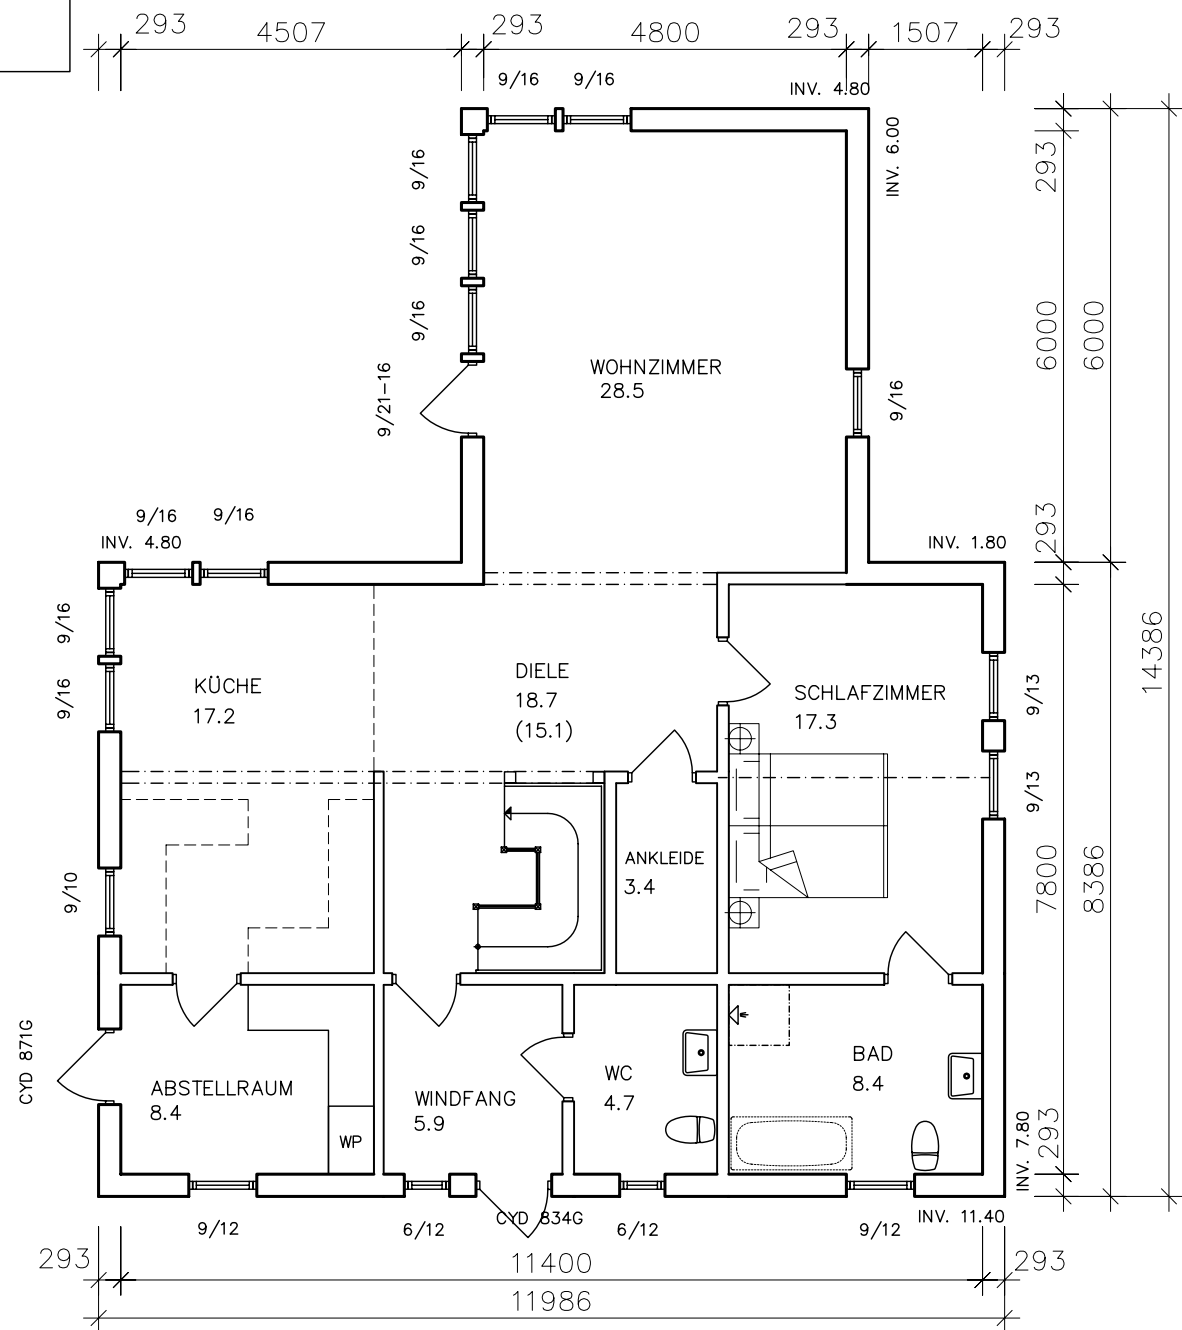 293 4507 293 4800 293 1507 293
9/16 9/16
INV. 4.80
INV. 6.00
293
9/16
9/16
9/16
6000 6000
WOHNZIMMER
28.5
9/21-16
9/16
9/16 9/16
INV. 4.80
INV. 1.80
293
14386
9/16
9/16
KÜCHE
17.2
DIELE
18.7
(15.1)
SCHLAFZIMMER
17.3
9/13
9/13
ANKLEIDE
3.4
9/10
7800 8386
CYD 871G
ABSTELLRAUM
8.4
WP
WINDFANG
5.9
WC
4.7
BAD
8.4
INV. 7.80
293
9/12 6/12 CYD 834G 6/12 9/12 INV. 11.40
293 11400 293
11986